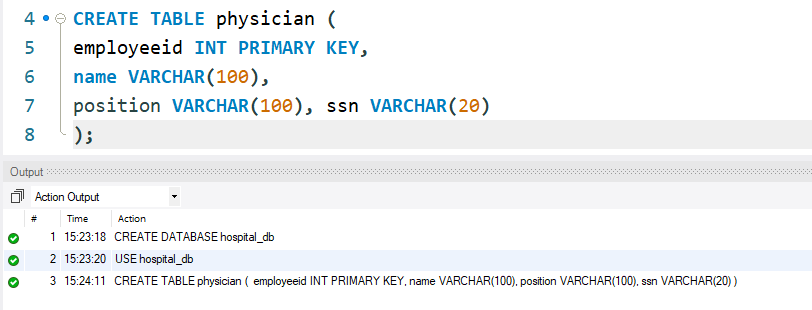 4 CREATE TABLE physician (
5 employeeid INT PRIMARY KEY,
6 name VARCHAR(100),
7 position VARCHAR(100), ssn VARCHAR(20)
8 );
Output
Action Output
# Time Action
1 15:23:18 CREATE DATABASE hospital_db
2 15:23:20 USE hospital_db
3 15:24:11 CREATE TABLE physician ( employeeid INT PRIMARY KEY, name VARCHAR(100), position VARCHAR(100), ssn VARCHAR(20) )